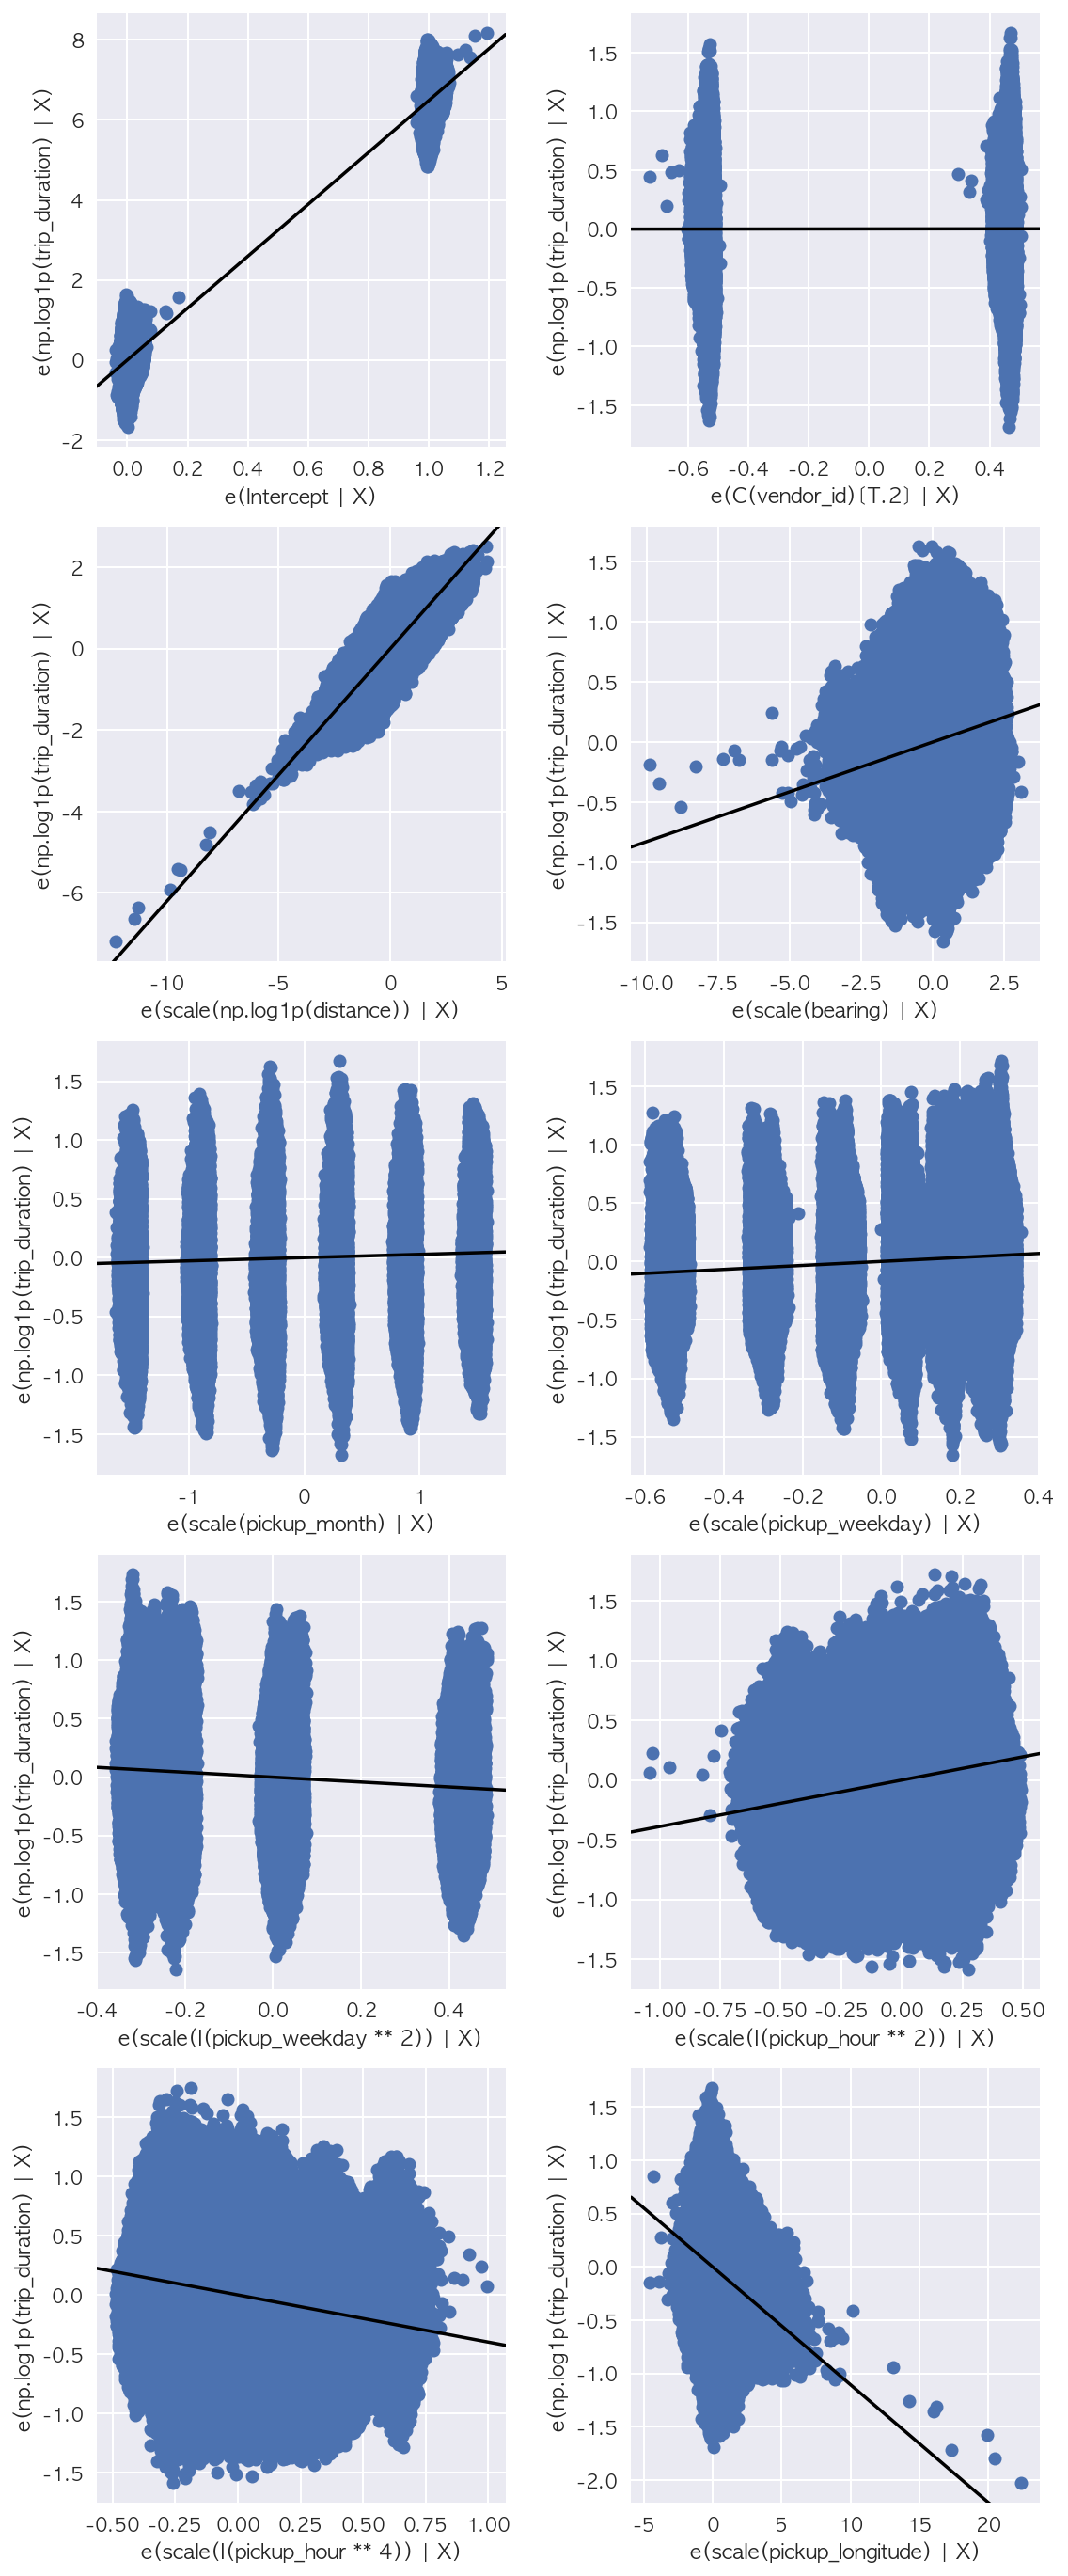 8
6
4
2
0
-2
0.0 0.2 0.4 0.6 0.8 1.0 1.2
e(Intercept | X)
e(np.log1p(trip_duration) | X)
1.5
1.0
0.5
0.0
-0.5
-1.0
-1.5
-0.6 -0.4 -0.2 0.0 0.2 0.4
e(C(vendor_id)[T.2] | X)
e(np.log1p(trip_duration) | X)
2
0
-2
-4
-6
-10 -5 0 5
e(scale(np.log1p(distance)) | X)
e(np.log1p(trip_duration) | X)
1.5
1.0
0.5
0.0
-0.5
-1.0
-1.5
-10.0 -7.5 -5.0 -2.5 0.0 2.5
e(scale(bearing) | X)
e(np.log1p(trip_duration) | X)
1.5
1.0
0.5
0.0
-0.5
-1.0
-1.5
-1 0 1
e(scale(pickup_month) | X)
e(np.log1p(trip_duration) | X)
1.5
1.0
0.5
0.0
-0.5
-1.0
-1.5
-0.6 -0.4 -0.2 0.0 0.2 0.4
e(scale(pickup_weekday) | X)
e(np.log1p(trip_duration) | X)
1.5
1.0
0.5
0.0
-0.5
-1.0
-1.5
-0.4 -0.2 0.0 0.2 0.4
e(scale(I(pickup_weekday ** 2)) | X)
e(np.log1p(trip_duration) | X)
1.5
1.0
0.5
0.0
-0.5
-1.0
-1.5
-1.00 -0.75 -0.50 -0.25 0.00 0.25 0.50
e(scale(I(pickup_hour ** 2)) | X)
e(np.log1p(trip_duration) | X)
1.5
1.0
0.5
0.0
-0.5
-1.0
-1.5
-0.50 -0.25 0.00 0.25 0.50 0.75 1.00
e(scale(I(pickup_hour ** 4)) | X)
e(np.log1p(trip_duration) | X)
1.5
1.0
0.5
0.0
-0.5
-1.0
-1.5
-2.0
-5 0 5 10 15 20
e(scale(pickup_longitude) | X)
e(np.log1p(trip_duration) | X)